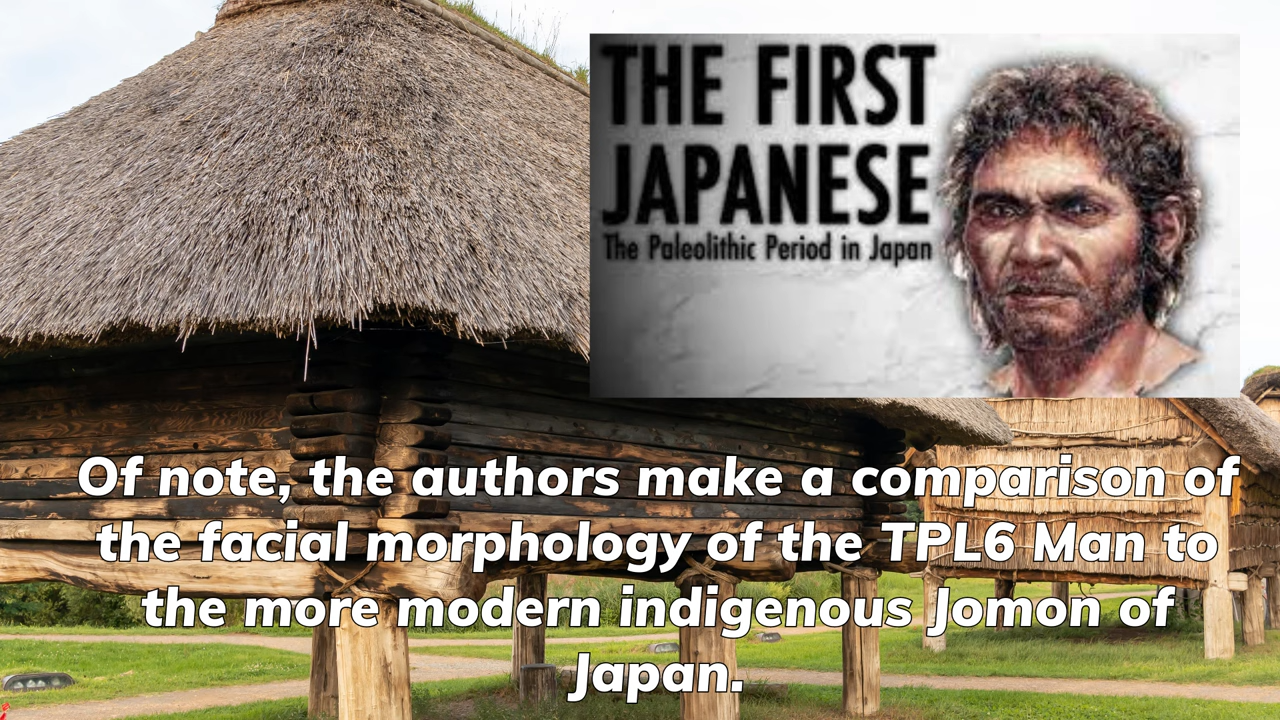 THE FIRST
JAPANESE
The Paleolithic Period in Japan
Of note, the authors make a comparison of
the facial morphology of the TPL6 Man to
the more modern indigenous Jomon of
Japan.